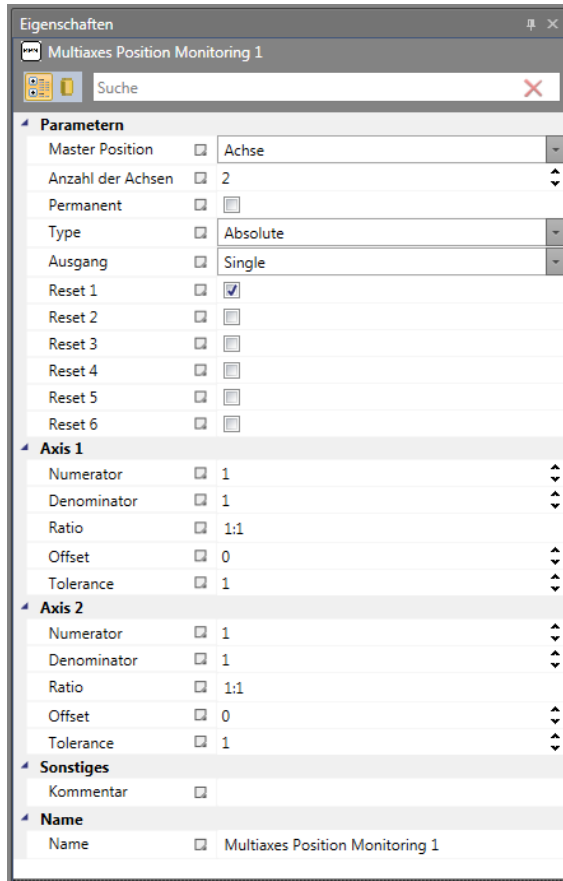 Eigenschaften
Multiaxes Position Monitoring 1
Suche
Parametern
Master Position Achse
Anzahl der Achsen 2
Permanent
Type Absolute
Ausgang Single
Reset 1
Reset 2
Reset 3
Reset 4
Reset 5
Reset 6
Axis 1
Numerator 1
Denominator 1
Ratio 1:1
Offset 0
Tolerance 1
Axis 2
Numerator 1
Denominator 1
Ratio 1:1
Offset 0
Tolerance 1
Sonstiges
Kommentar
Name
Name Multiaxes Position Monitoring 1